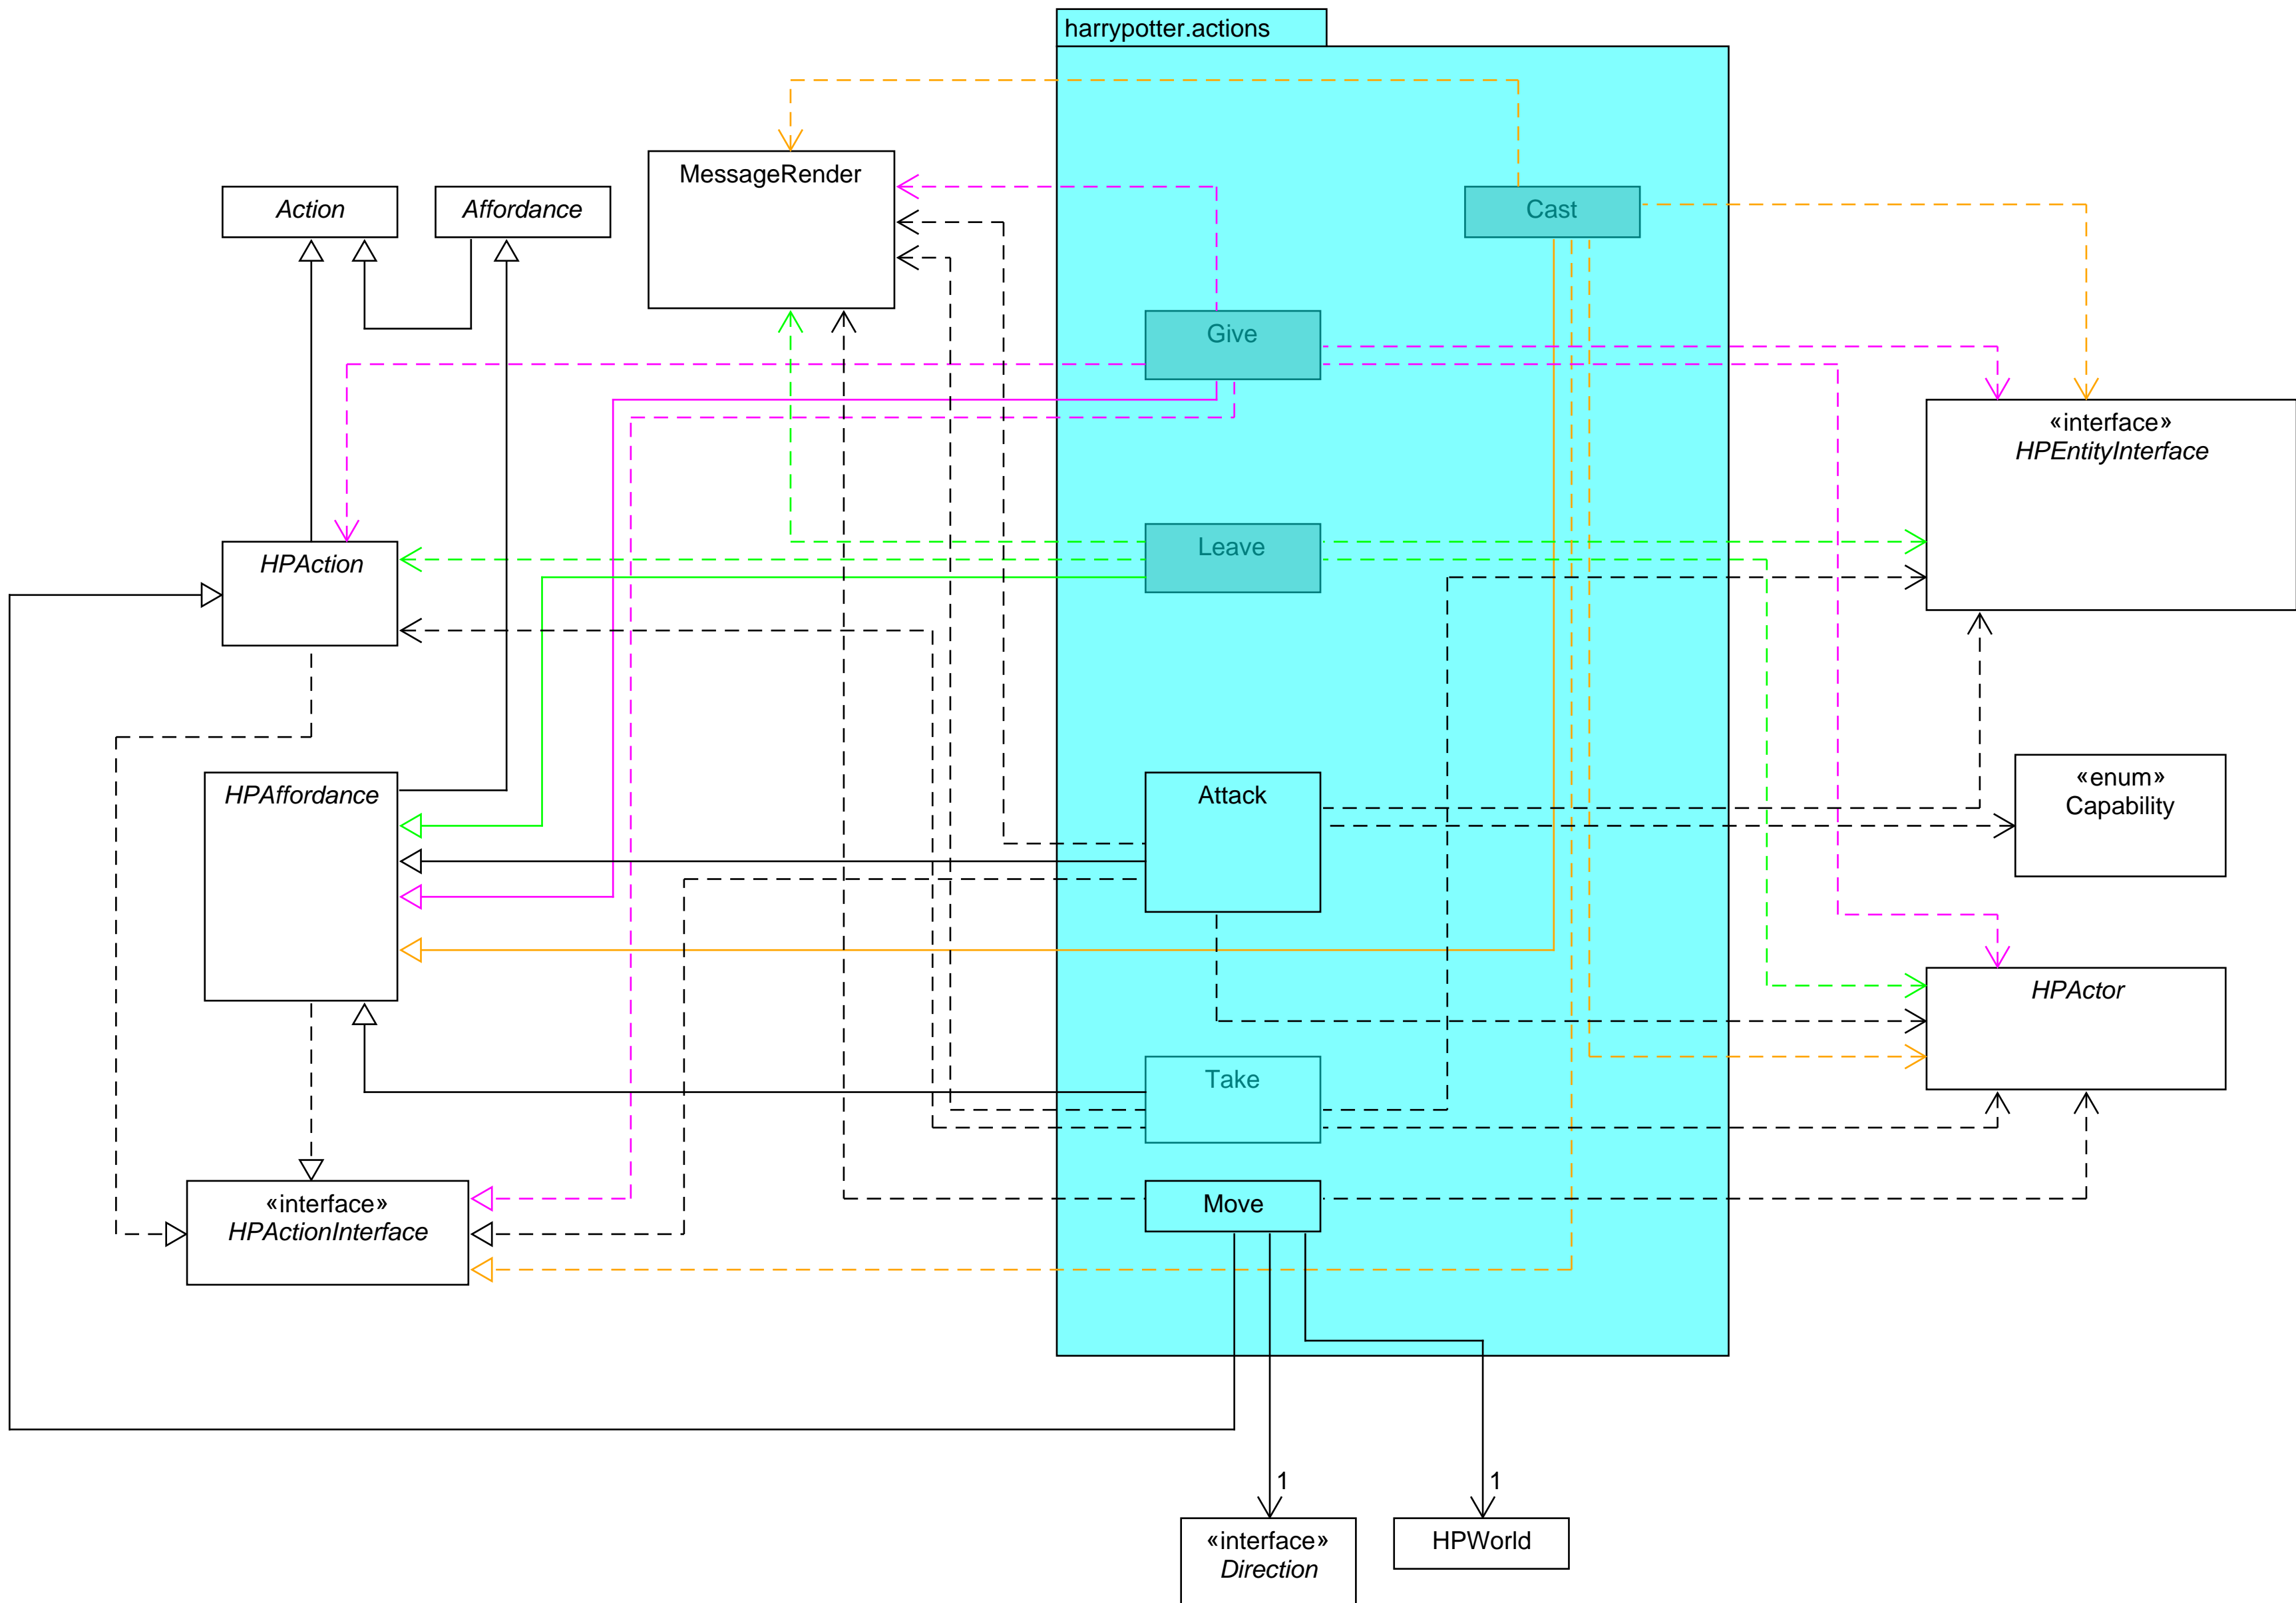 harrypotter.actions
MessageRender
Action
Affordance
Cast
Give
«interface»
HPEntityInterface
Leave
HPAction
«enum»
Capability
HPAffordance
Attack
HPActor
Take
«interface»
HPActionInterface
Move
1
1
«interface»
Direction
HPWorld